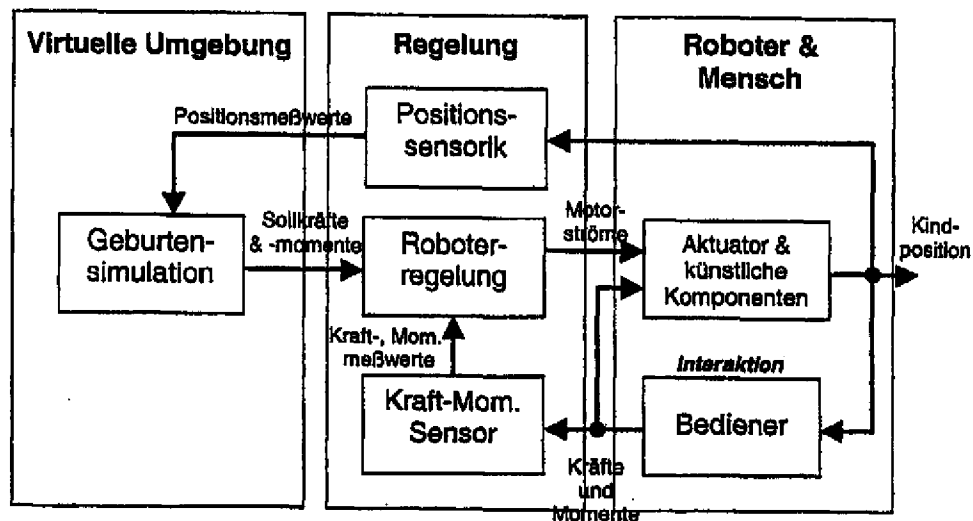 Virtuelle Umgebung
Regelung
Roboter &
Mensch
Positionsmeßwerte
Positions-
sensorik
Geburten-
simulation
Sollkräfte
& -momente
Roboter-
regelung
Motor-
ströme
Aktuator &
künstliche
Komponenten
Kind-
position
Kraft-, Mom.
meßwerte
Kraft-Mom.
Sensor
Interaktion
Bediener
Kräfte
und
Momente